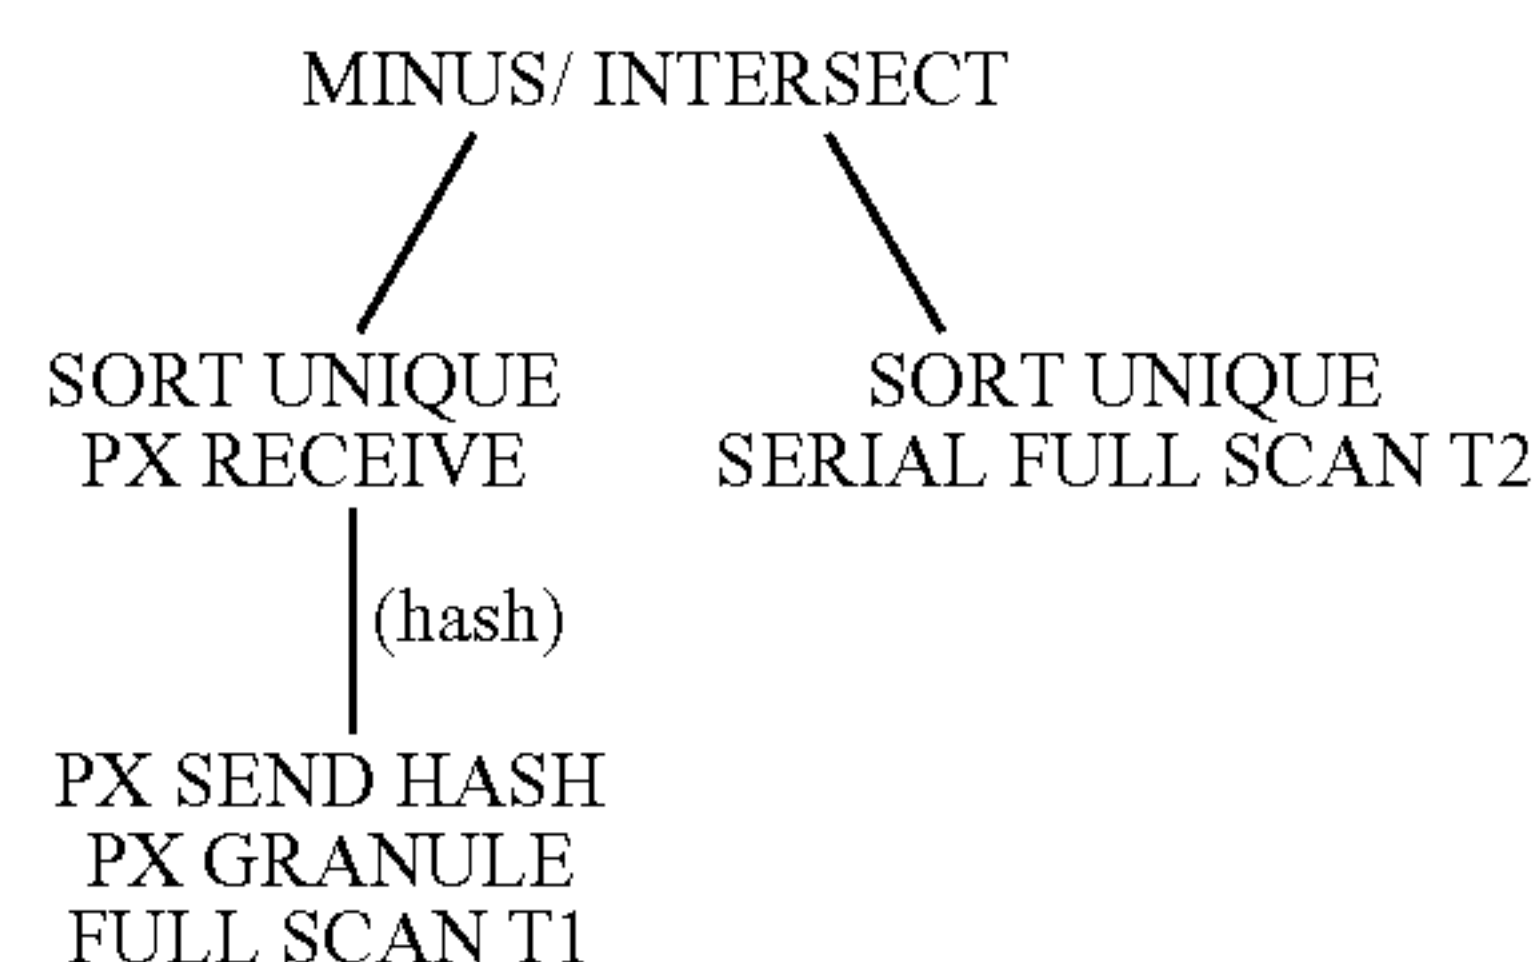 MINUS/ INTERSECT
SORT UNIQUE
PX RECEIVE
SORT UNIQUE
SERIAL FULL SCAN T2
(hash)
PX SEND HASH
PX GRANULE
FULL SCAN T1